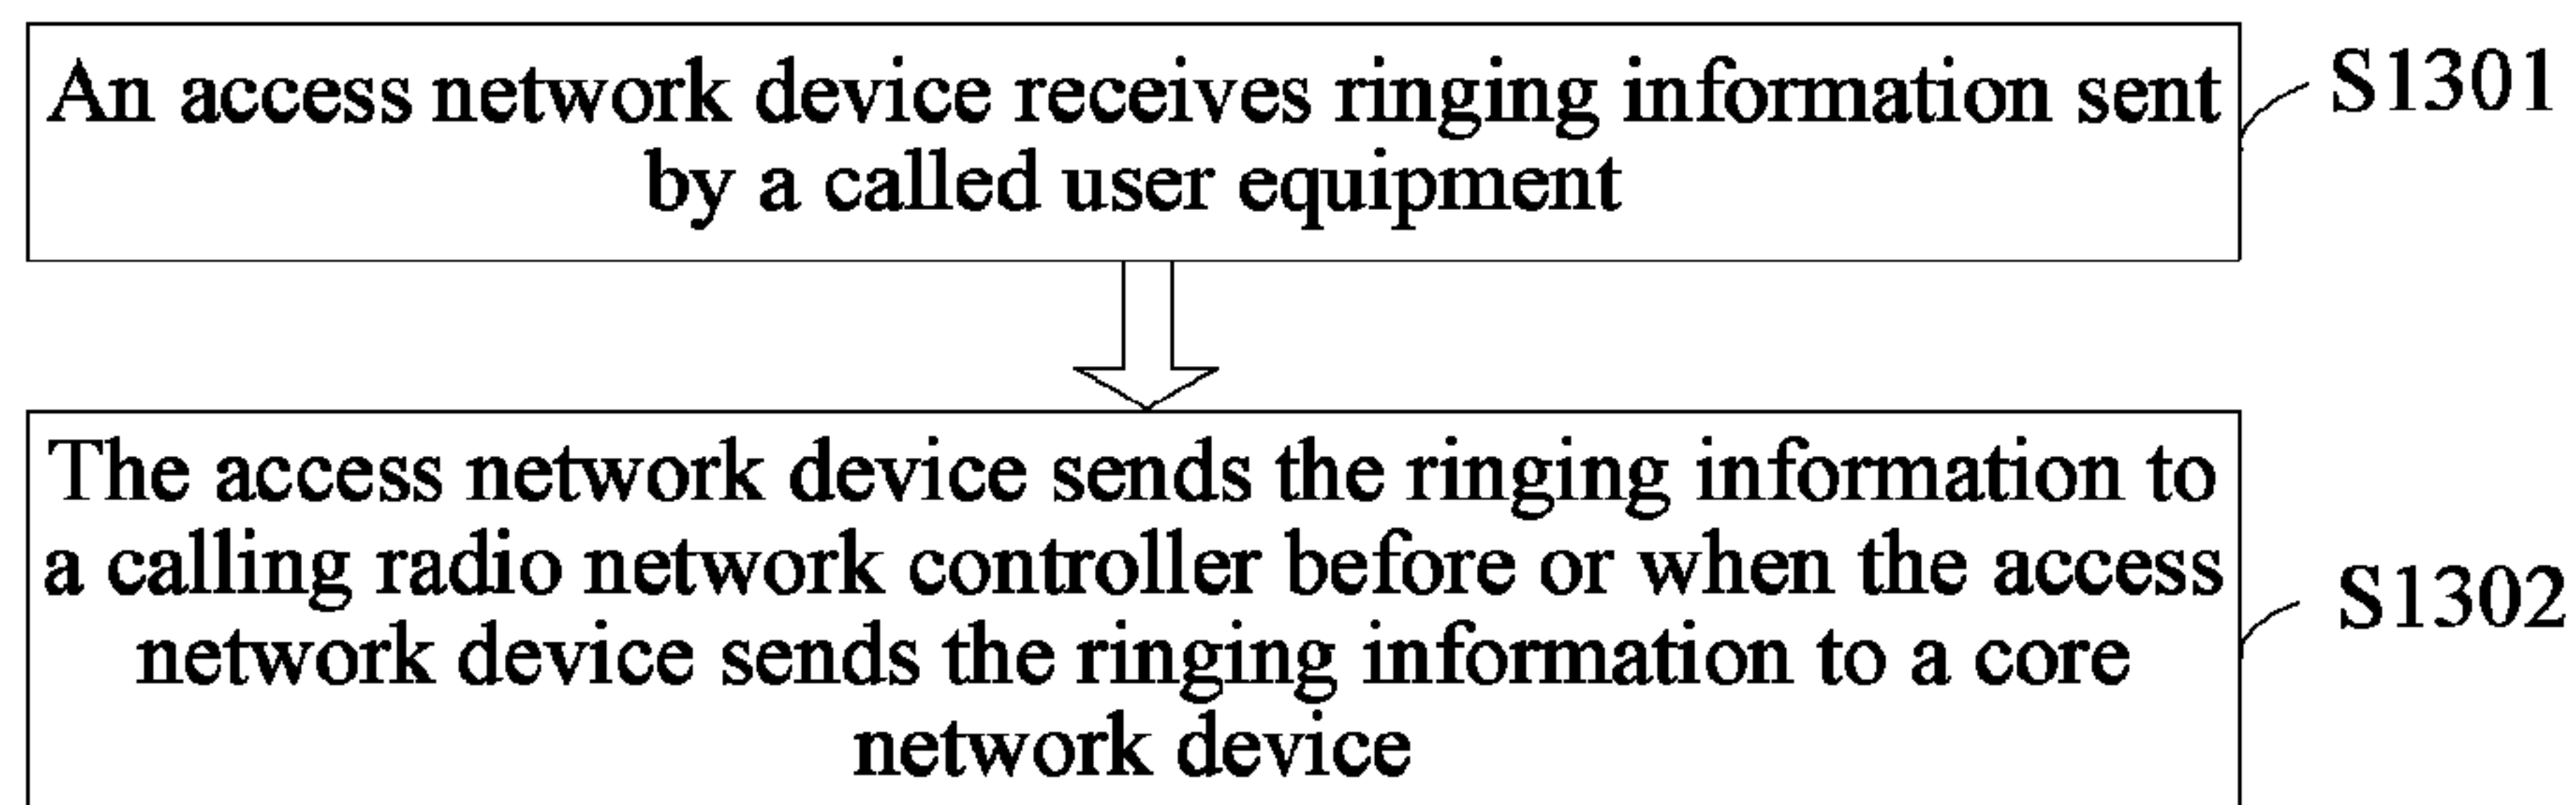 An access network device receives ringing information sent
by a called user equipment
S1301
The access network device sends the ringing information to
a calling radio network controller before or when the access
network device sends the ringing information to a core
network device
S1302